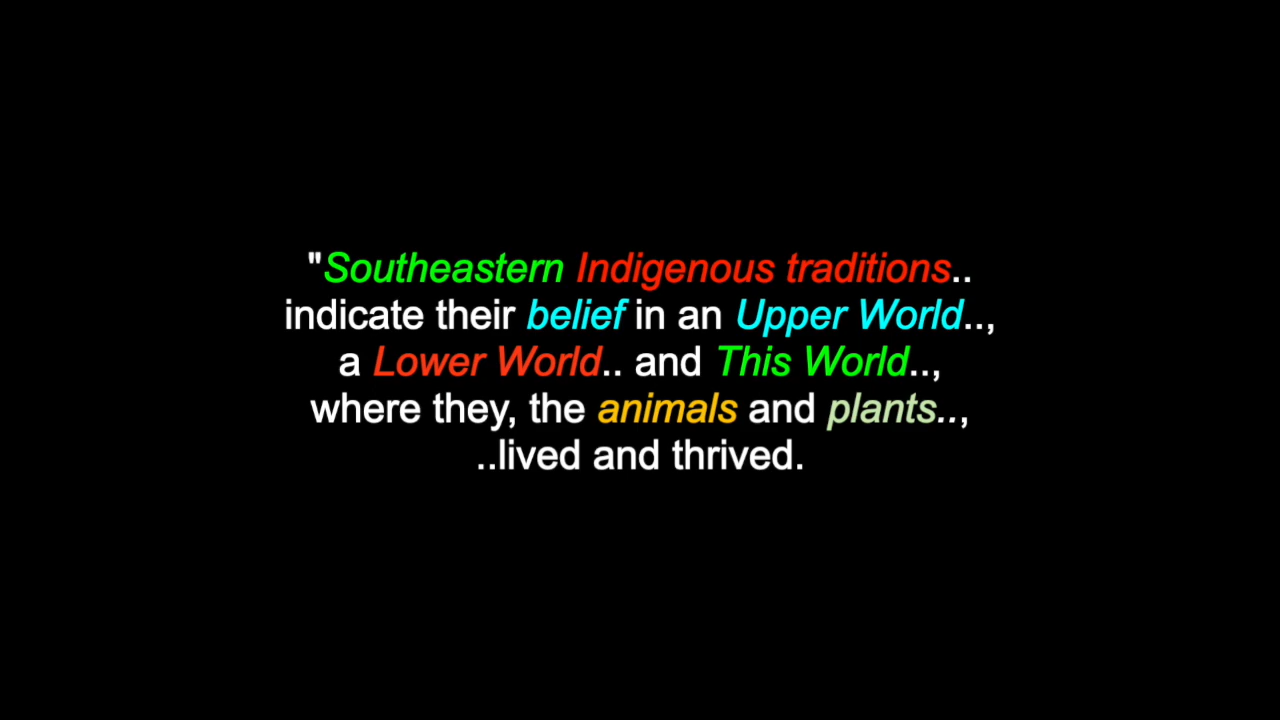 "Southeastern Indigenous traditions..
indicate their belief in an Upper World..,
a Lower World.. and This World..,
where they, the animals and plants..,
..lived and thrived.